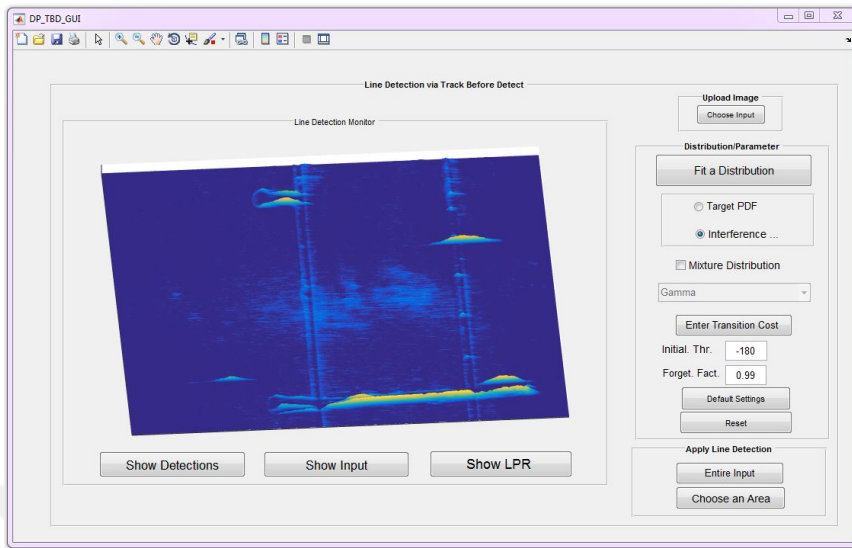 DP_TBD_GUI
Line Detection via Track Before Detect
Line Detection Monitor
Show Detections
Show Input
Show LPR
Upload Image
Choose Input
Distribution/Parameter
Fit a Distribution
Target PDF
Interference ...
Mixture Distribution
Gamma
Enter Transition Cost
Initial. Thr. -180
Forget. Fact. 0.99
Default Settings
Reset
Apply Line Detection
Entire Input
Choose an Area